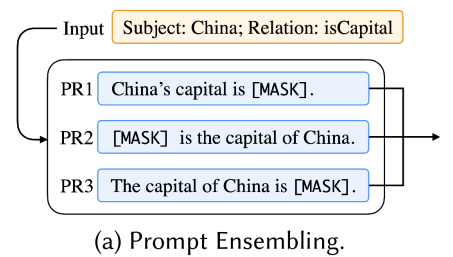 Input Subject: China; Relation: isCapital
PR1 China's capital is [MASK].
PR2 [MASK] is the capital of China.
PR3 The capital of China is [MASK].
(a) Prompt Ensembling.